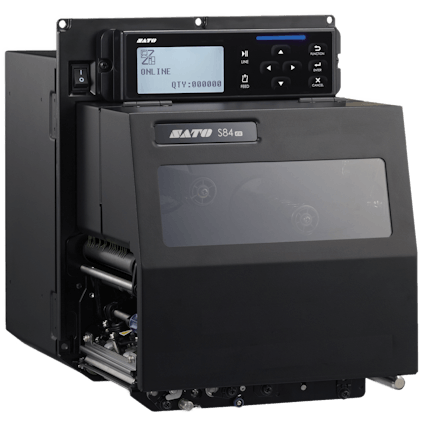 SATO
ONLINE
QTY:000000
LINE
FEED
FUNCTION
ENTER
CANCEL
SATO S84